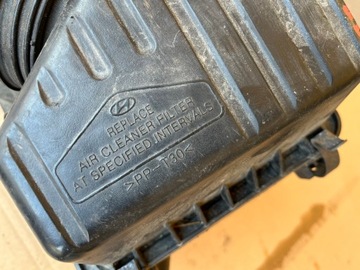 REPLACE
AIR CLEANER FILTER
AT SPECIFIED INTERVALS
>PP-T30<